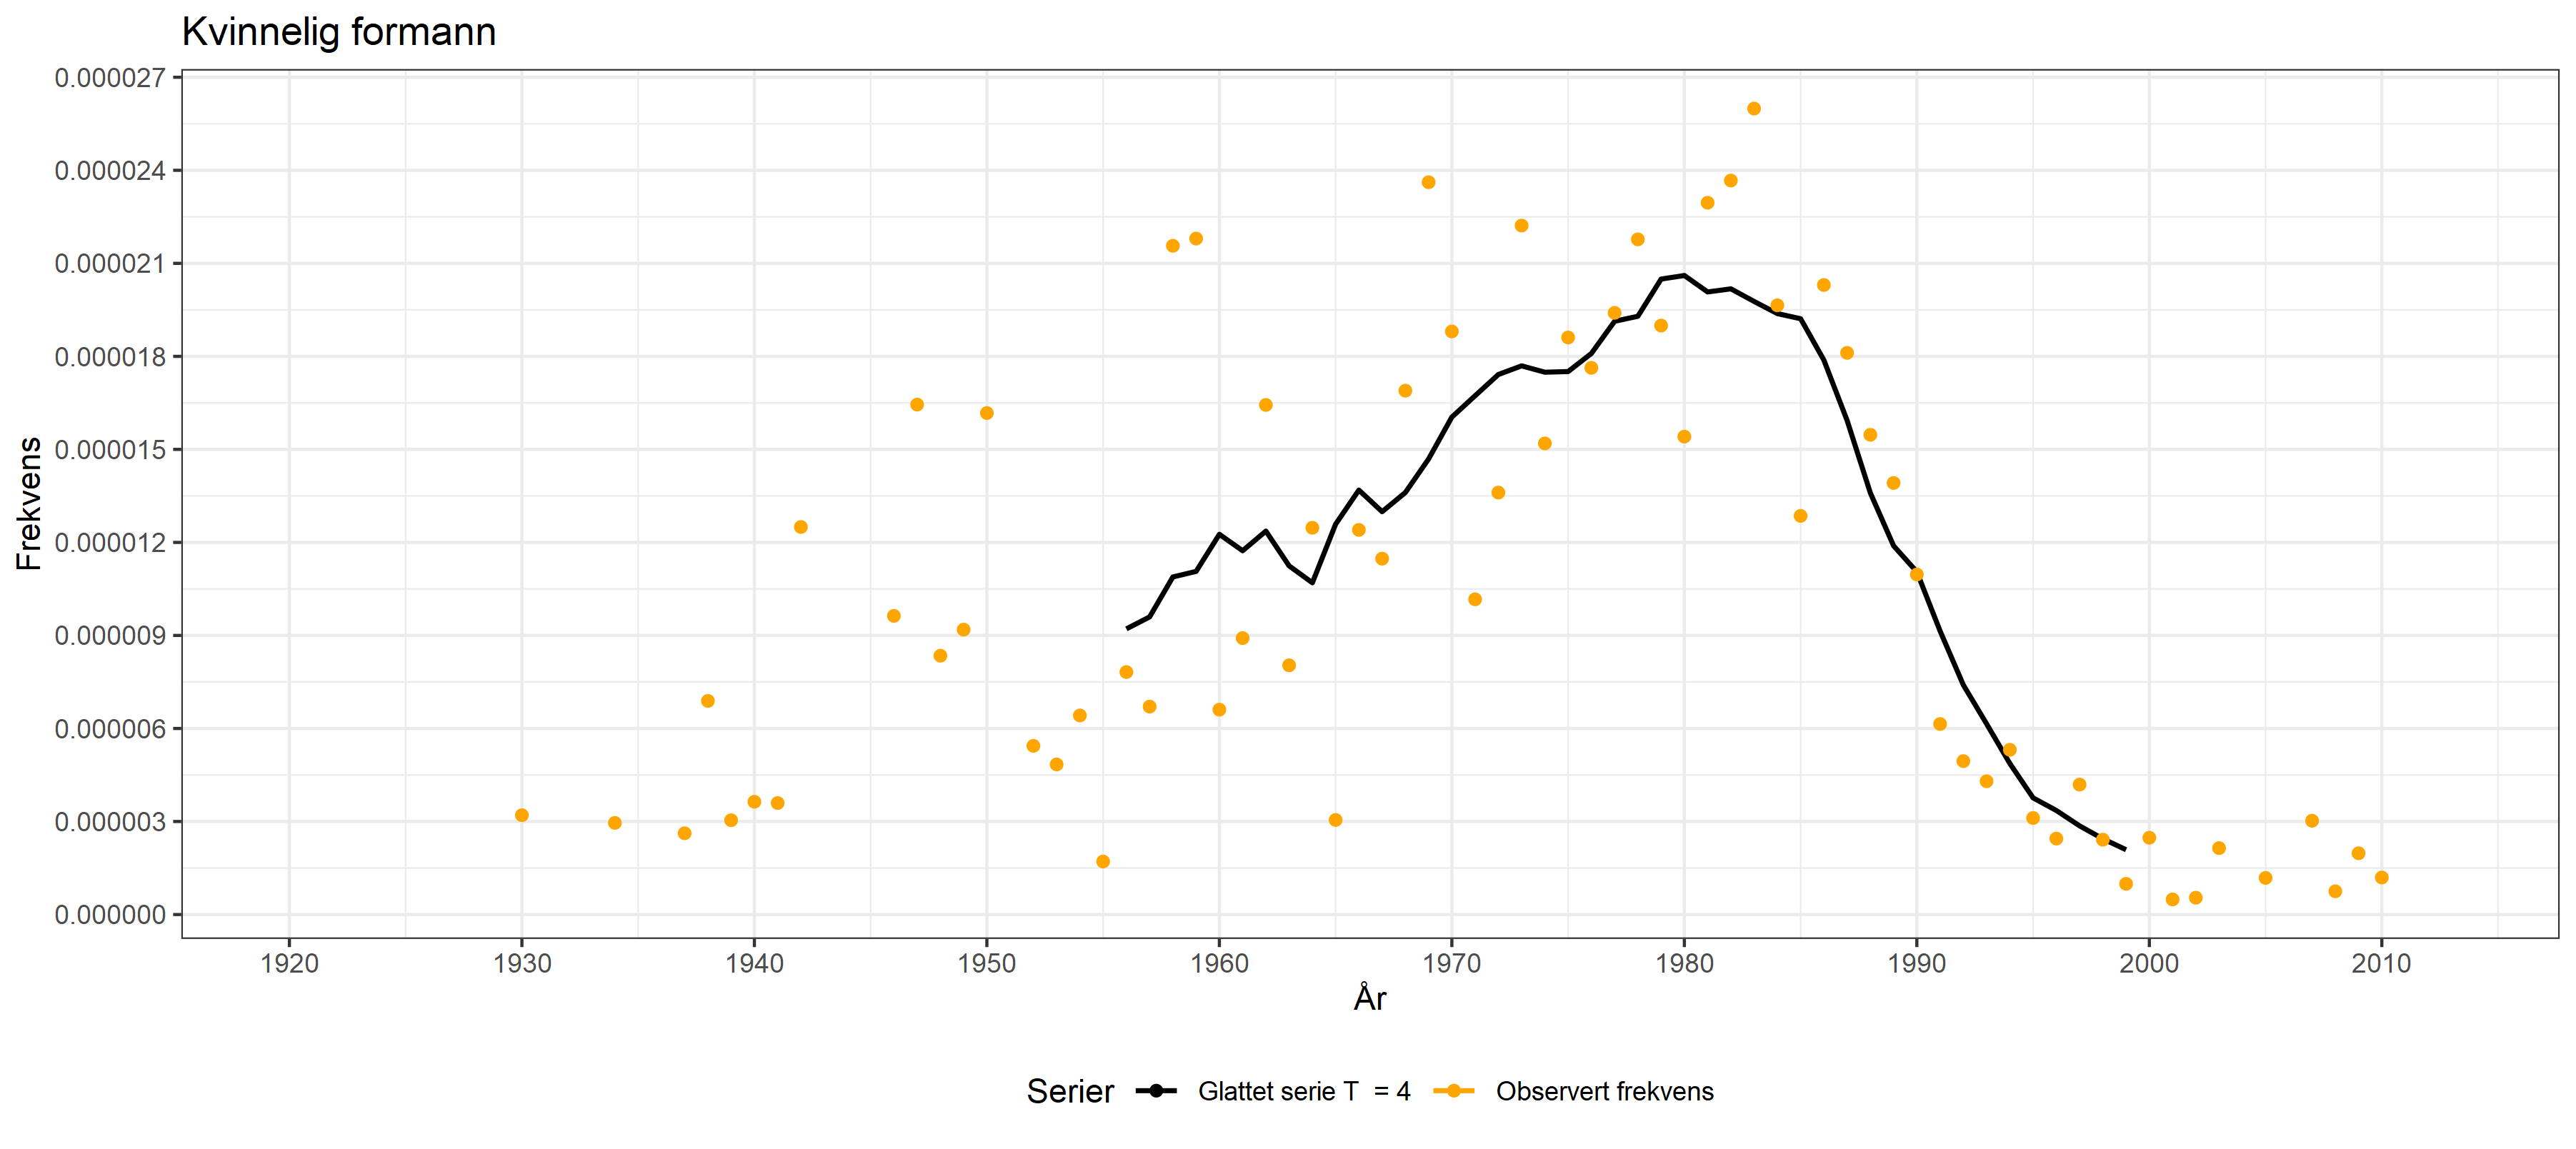 Kvinnelig formann
0.000027
0.000024
0.000021
0.000018
0.000015
0.000012
0.000009
0.000006
0.000003
0.000000
Frekvens
1920 1930 1940 1950 1960 1970 1980 1990 2000 2010
År
Serier Glattet serie T = 4 Observert frekvens